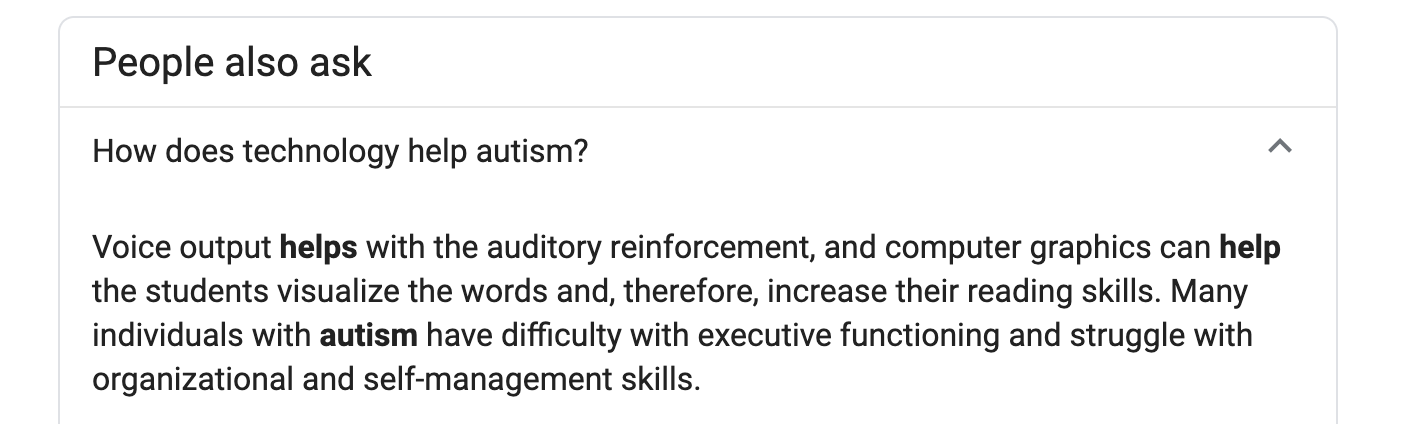 People also ask
How does technology help autism?
Voice output helps with the auditory reinforcement, and computer graphics can help
the students visualize the words and, therefore, increase their reading skills. Many
individuals with autism have difficulty with executive functioning and struggle with
organizational and self-management skills.